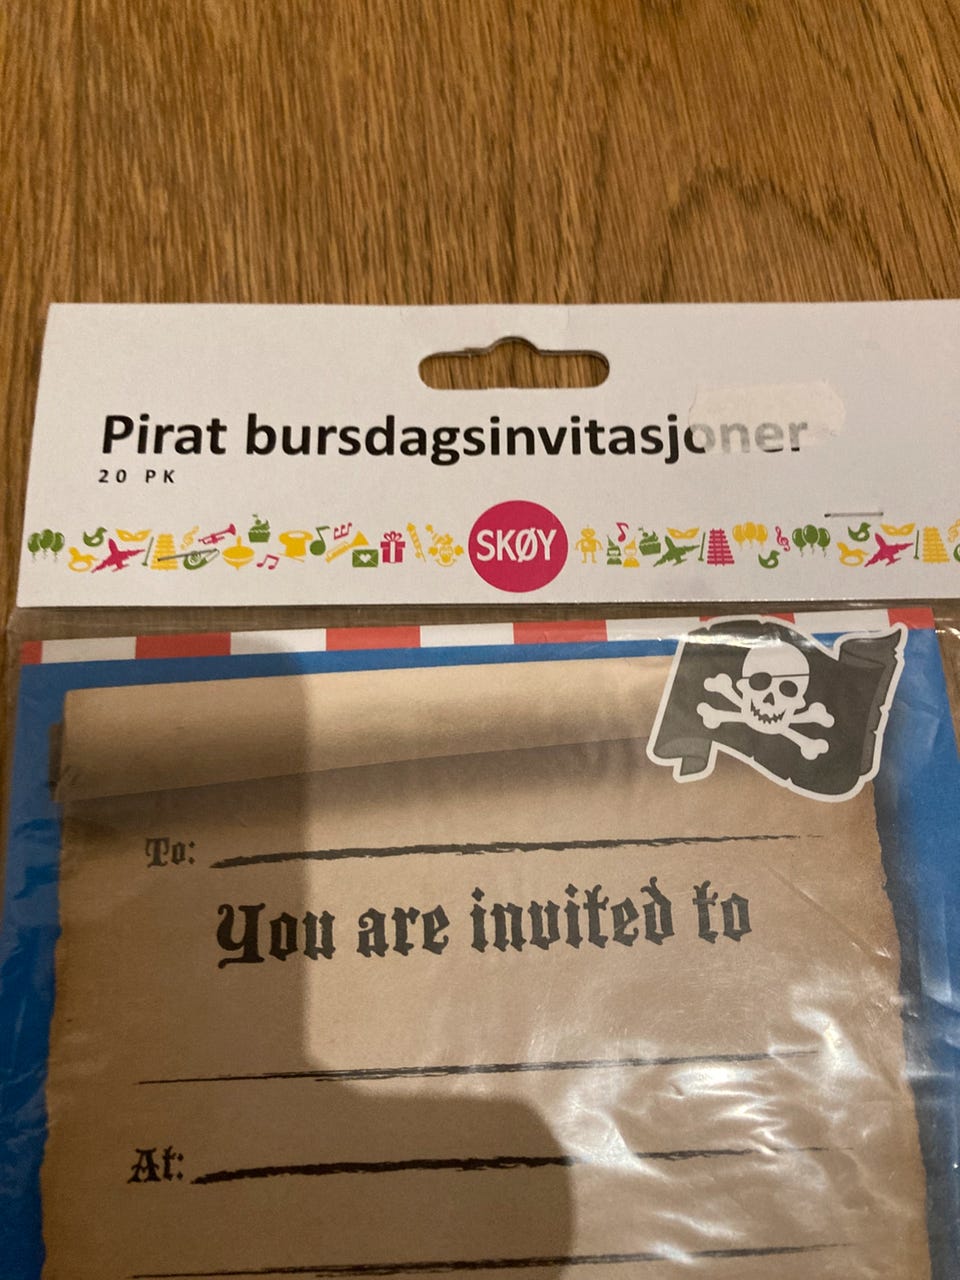 Pirat bursdagsinvitasjoner
20 PK
SKØY
To:
You are invited to
At: